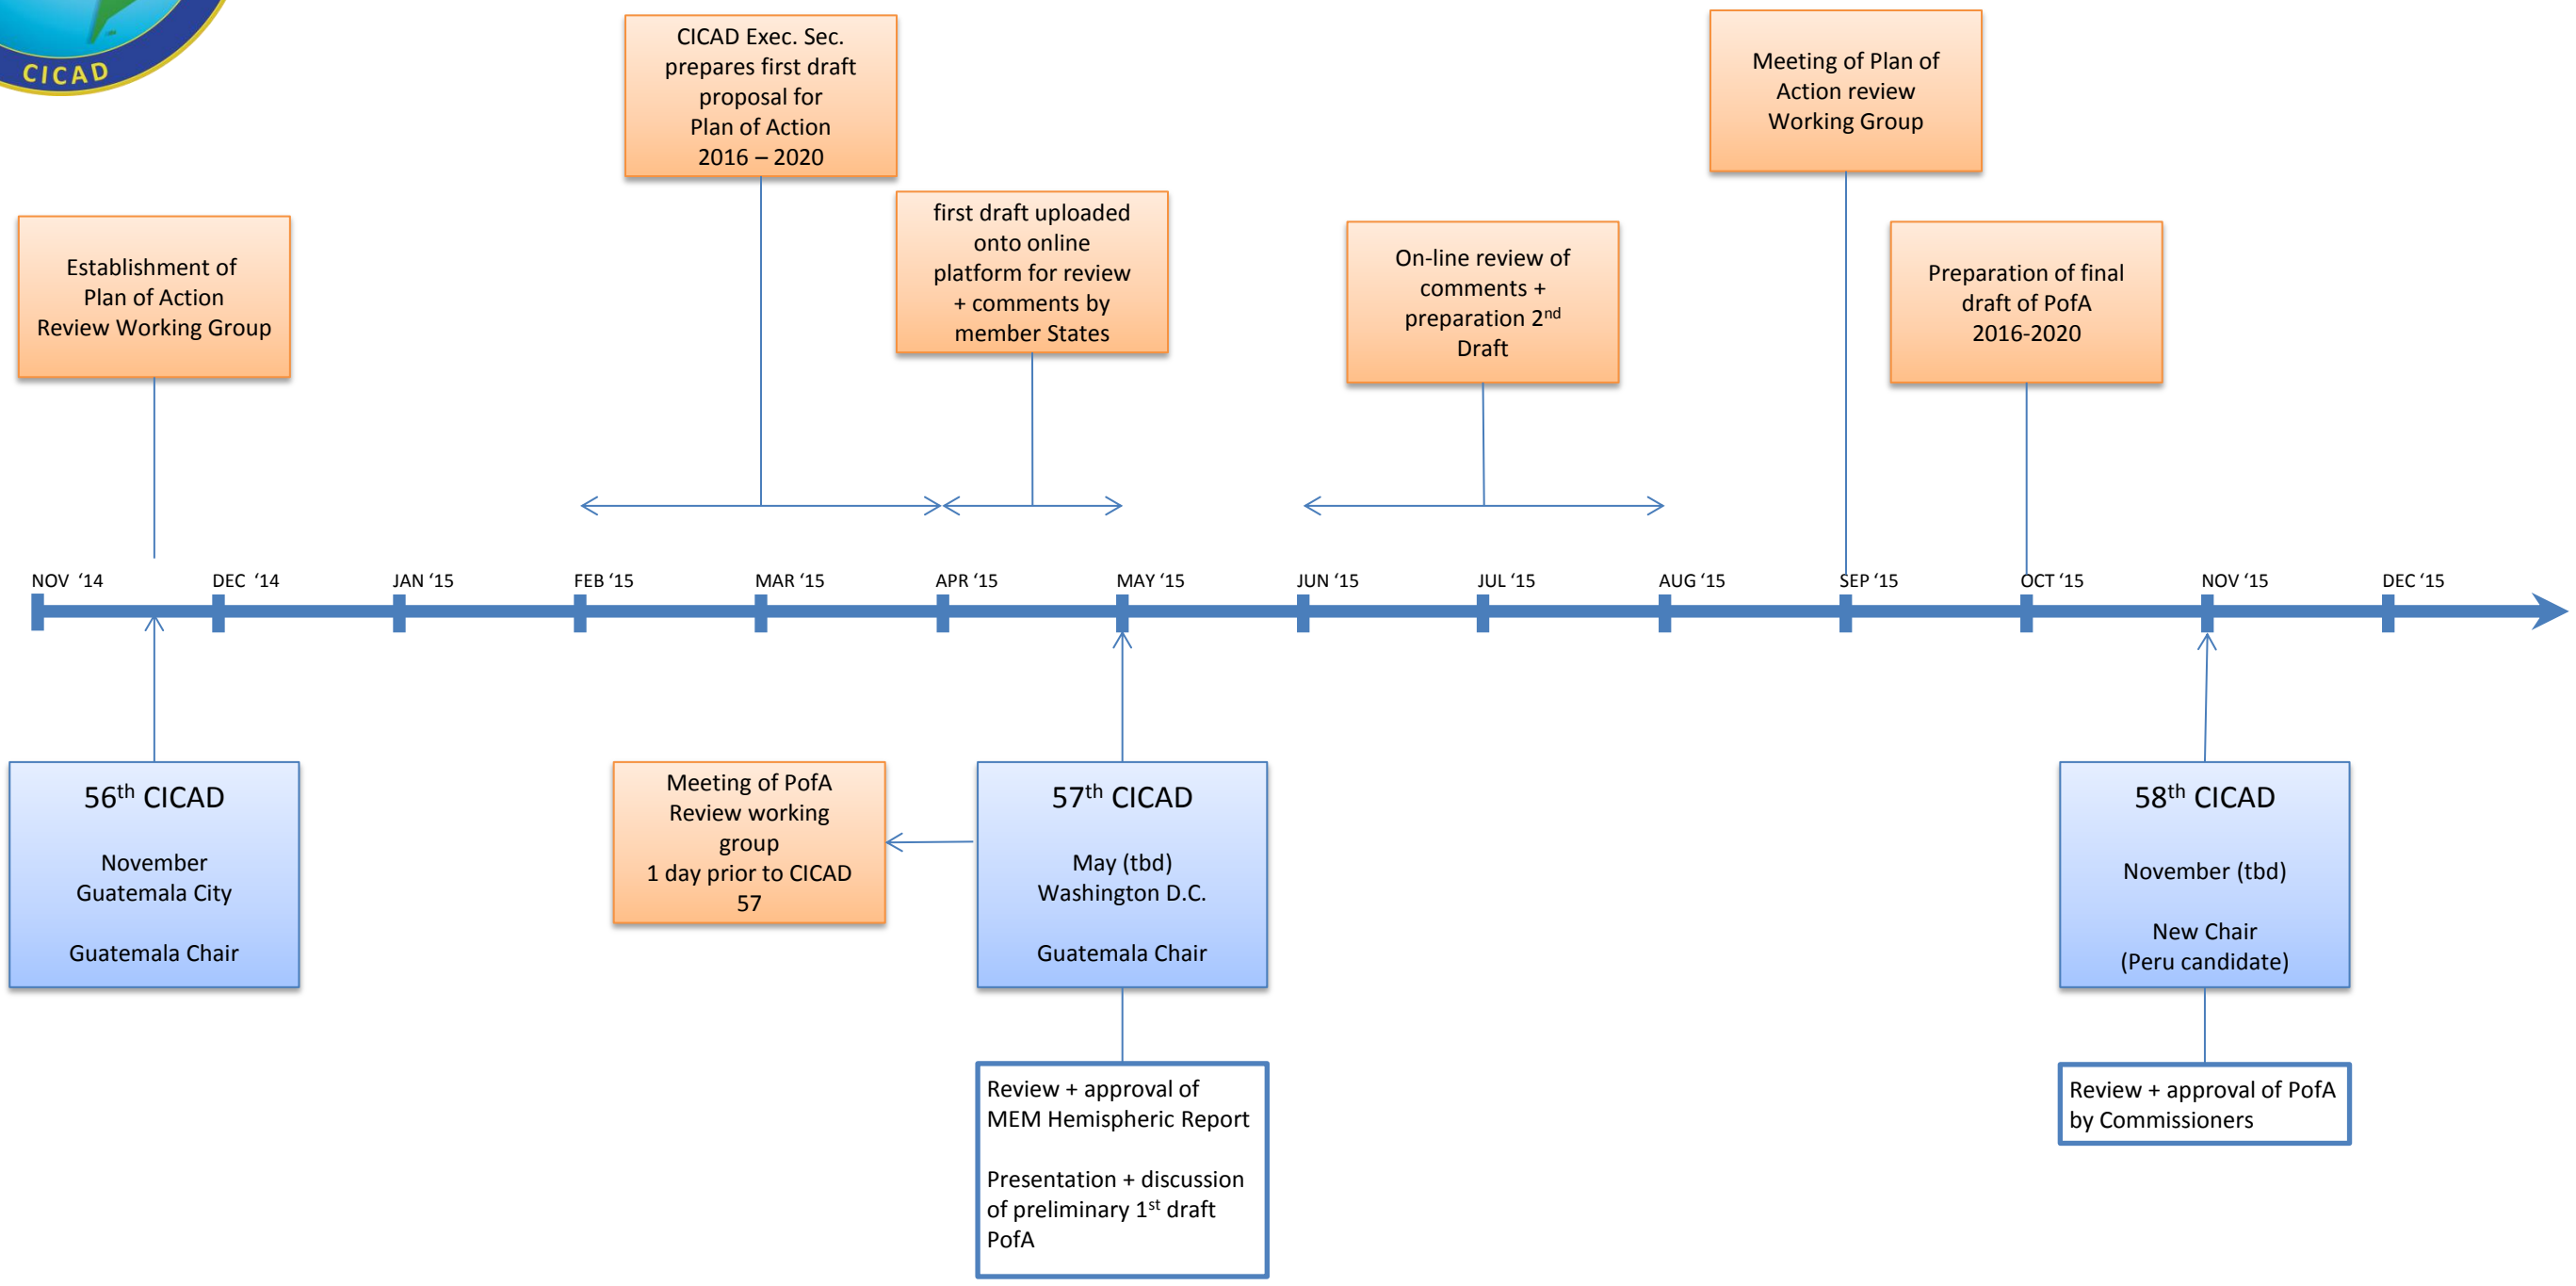 CICAD
CICAD Exec. Sec.
prepares first draft
proposal for
Plan of Action
2016 – 2020
Meeting of Plan of
Action review
Working Group
first draft uploaded
onto online
platform for review
+ comments by
member States
Establishment of
Plan of Action
Review Working Group
On-line review of
comments +
preparation 2nd
Draft
Preparation of final
draft of PofA
2016-2020
NOV ‘14
DEC ‘14
JAN ‘15
FEB ‘15
MAR ‘15
APR ‘15
MAY ‘15
JUN ‘15
JUL ‘15
AUG ‘15
SEP ‘15
OCT ‘15
NOV ‘15
DEC ‘15
56th CICAD
November
Guatemala City
Guatemala Chair
Meeting of PofA
Review working
group
1 day prior to CICAD
57
57th CICAD
May (tbd)
Washington D.C.
Guatemala Chair
58th CICAD
November (tbd)
New Chair
(Peru candidate)
Review + approval of
MEM Hemispheric Report
Presentation + discussion
of preliminary 1st draft
PofA
Review + approval of PofA
by Commissioners